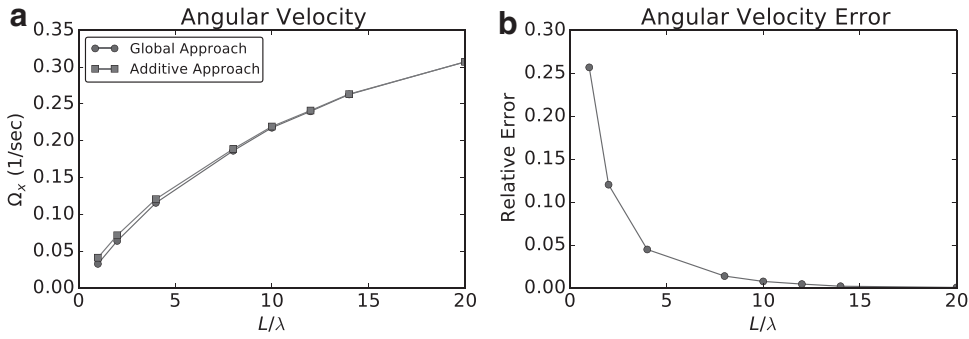 a
Angular Velocity
0.35
0.30
0.25
0.20
0.15
0.10
0.05
0.00
Ωx (1/sec)
Global Approach
Additive Approach
0 5 10 15 20
L/λ
b
Angular Velocity Error
0.30
0.25
0.20
0.15
0.10
0.05
0.00
Relative Error
0 5 10 15 20
L/λ